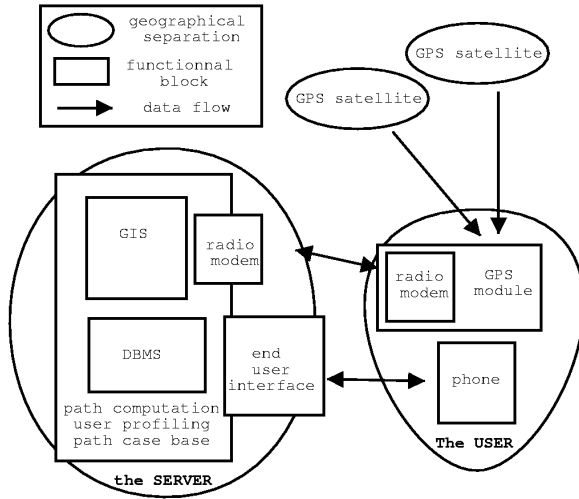 geographical
separation
functionnal
block
data flow
GPS satellite
GPS satellite
GIS
radio
modem
DBMS
end
user
interface
path computation
user profiling
path case base
the SERVER
radio
modem
GPS
module
phone
The USER